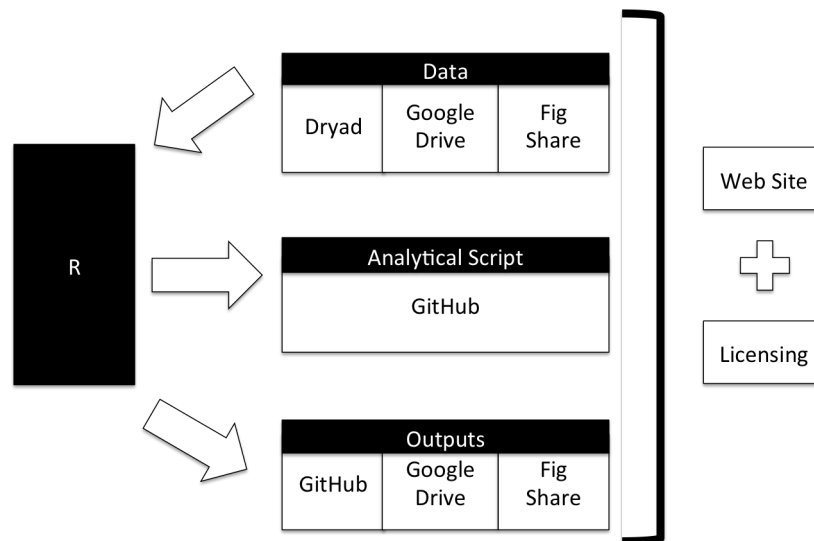 Data
Dryad
Google
Drive
Fig
Share
Web Site
R
Analytical Script
GitHub
Licensing
Outputs
GitHub
Google
Drive
Fig
Share